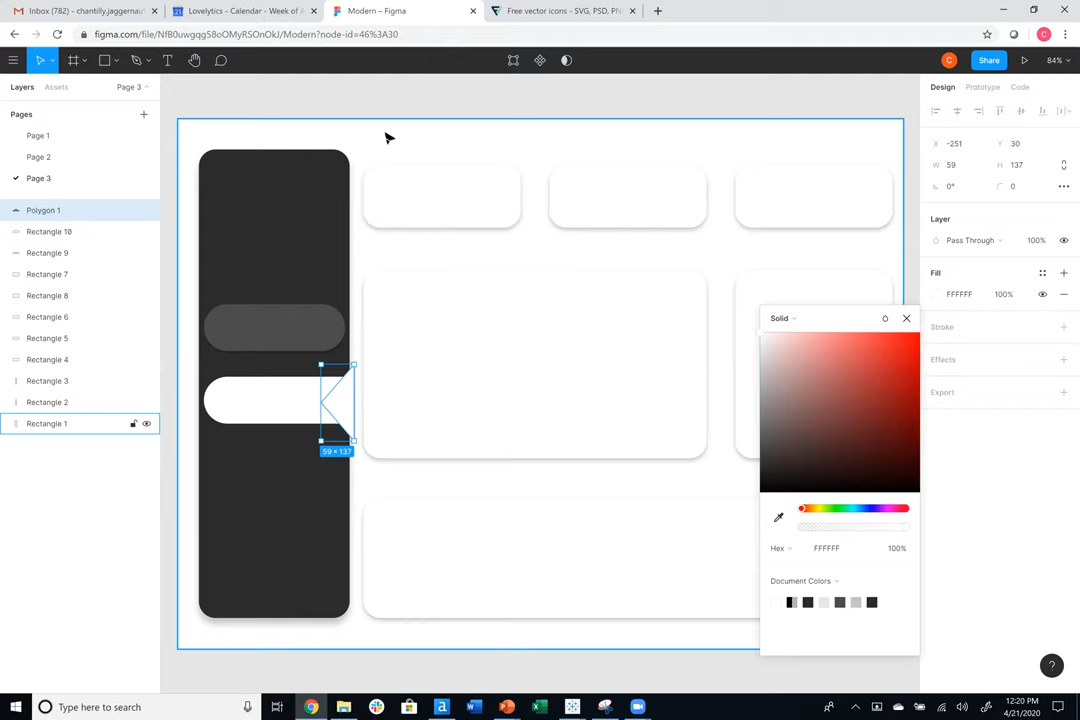 Inbox (782) - chantilly.jaggernau
Lovelytics - Calendar - Week of A
Modern – Figma
Free vector icons - SVG, PSD, PN
figma.com/file/NfB0uwgqg58oOMyRSOnOkJ/Modern?node-id=46%3A30
C
C
Share
84%
Layers
Assets
Page 3
Design
Prototype
Code
Pages
Page 1
Page 2
Page 3
X
-251
Y
30
W
59
H
137
0°
0
Polygon 1
Rectangle 10
Rectangle 9
Rectangle 7
Rectangle 8
Rectangle 6
Rectangle 5
Rectangle 4
Rectangle 3
Rectangle 2
Rectangle 1
Layer
Pass Through
100%
Fill
FFFFFF
100%
Stroke
Effects
Export
59 × 137
Solid
Hex
FFFFFF
100%
Document Colors
?
Type here to search
12:20 PM
4/21/2020